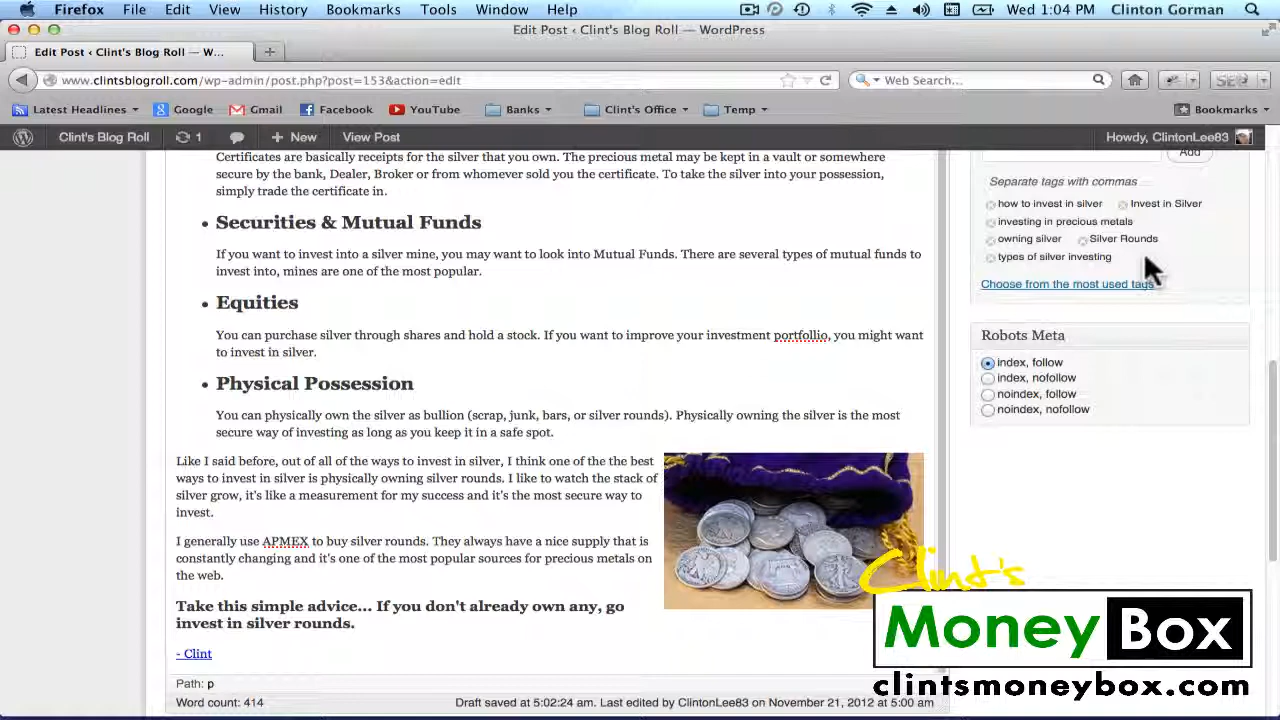 Firefox File Edit View History Bookmarks Tools Window Help Wed 1:04 PM Clinton Gorman
Edit Post ‹ Clint's Blog Roll — WordPress
Edit Post ‹ Clint's Blog Roll — W...
www.clintsblogroll.com/wp-admin/post.php?post=153&action=edit Web Search... SEO
Latest Headlines Google Gmail Facebook YouTube Banks Clint's Office Temp Bookmarks
Clint's Blog Roll 1 New View Post Howdy, ClintonLee83
Certificates are basically receipts for the silver that you own. The precious metal may be kept in a vault or somewhere
secure by the bank, Dealer, Broker or from whomever sold you the certificate. To take the silver into your possession,
simply trade the certificate in.
Securities & Mutual Funds
If you want to invest into a silver mine, you may want to look into Mutual Funds. There are several types of mutual funds to
invest into, mines are one of the most popular.
Equities
You can purchase silver through shares and hold a stock. If you want to improve your investment portfollio, you might want
to invest in silver.
Physical Possession
You can physically own the silver as bullion (scrap, junk, bars, or silver rounds). Physically owning the silver is the most
secure way of investing as long as you keep it in a safe spot.
Like I said before, out of all of the ways to invest in silver, I think one of the the best
ways to invest in silver is physically owning silver rounds. I like to watch the stack of
silver grow, it's like a measurement for my success and it's the most secure way to
invest.
I generally use APMEX to buy silver rounds. They always have a nice supply that is
constantly changing and it's one of the most popular sources for precious metals on
the web.
Take this simple advice... If you don't already own any, go
invest in silver rounds.
- Clint
Path: p
Word count: 414 Draft saved at 5:02:24 am. Last edited by ClintonLee83 on November 21, 2012 at 5:00 am
Add
Separate tags with commas
how to invest in silver Invest in Silver
investing in precious metals
owning silver Silver Rounds
types of silver investing
Choose from the most used tags
Robots Meta
index, follow
index, nofollow
noindex, follow
noindex, nofollow
Clint's
Money Box
clintsmoneybox.com